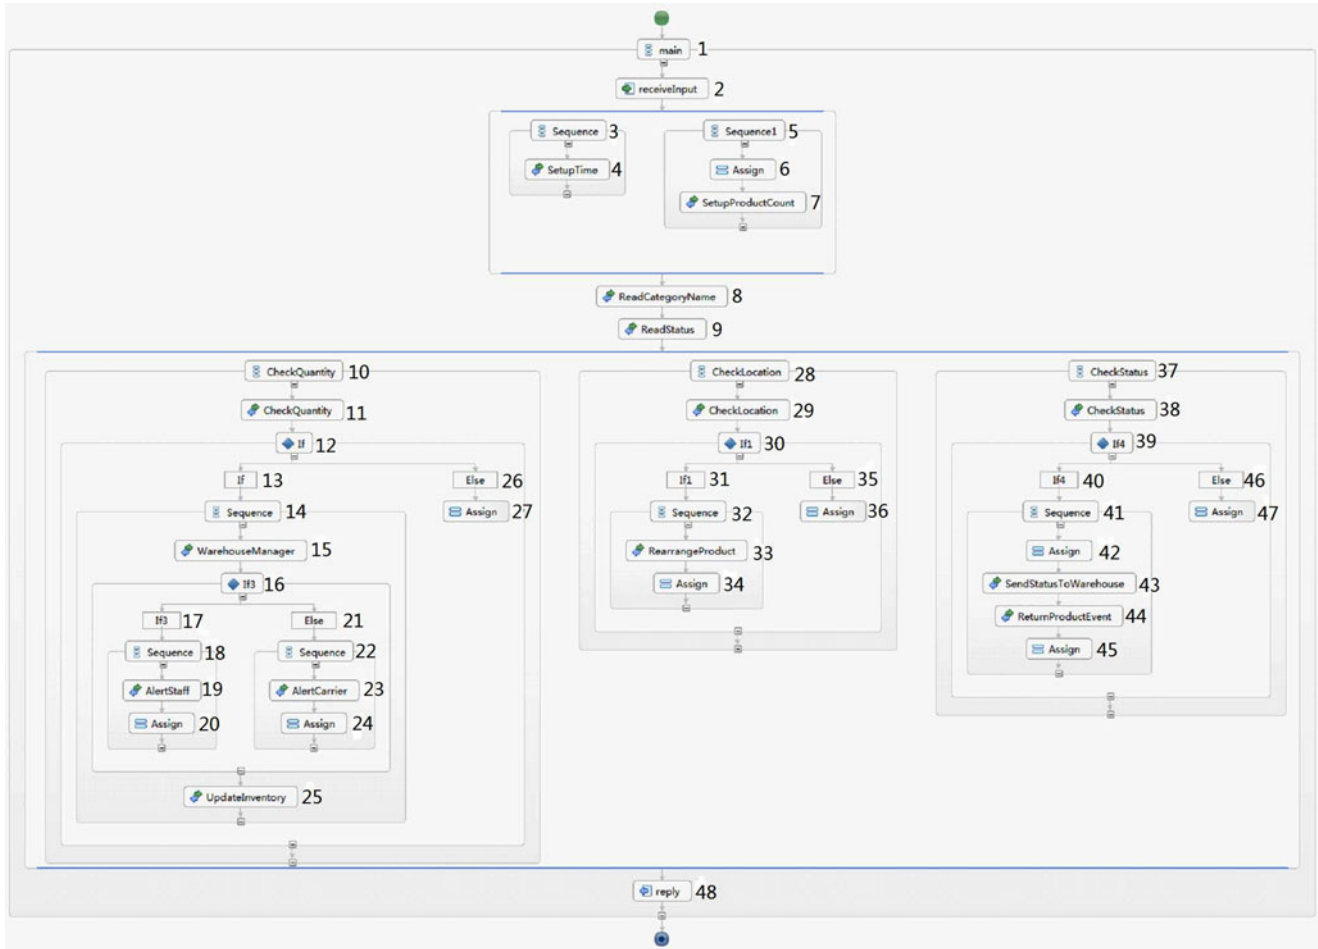 main 1
receiveInput 2
Sequence 3
Sequence1 5
SetupTime 4
Assign 6
SetupProductCount 7
ReadCategoryName 8
ReadStatus 9
CheckQuantity 10
CheckLocation 28
CheckStatus 37
CheckQuantity 11
CheckLocation 29
CheckStatus 38
If 12
If1 30
If4 39
If 13
Else 26
If1 31
Else 35
If4 40
Else 46
Sequence 14
Assign 27
Sequence 32
Assign 36
Sequence 41
Assign 47
WarehouseManager 15
RearrangeProduct 33
Assign 42
If3 16
Assign 34
SendStatusToWarehouse 43
If3 17
Else 21
ReturnProductEvent 44
Sequence 18
Sequence 22
Assign 45
AlertStaff 19
AlertCarrier 23
Assign 20
Assign 24
UpdateInventory 25
reply 48